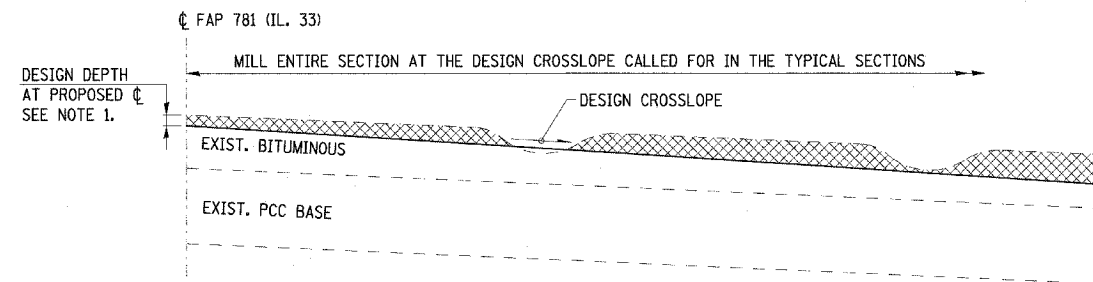 ℄ FAP 781 (IL. 33)
MILL ENTIRE SECTION AT THE DESIGN CROSSLOPE CALLED FOR IN THE TYPICAL SECTIONS
DESIGN DEPTH
AT PROPOSED ℄
SEE NOTE 1.
DESIGN CROSSLOPE
EXIST. BITUMINOUS
EXIST. PCC BASE